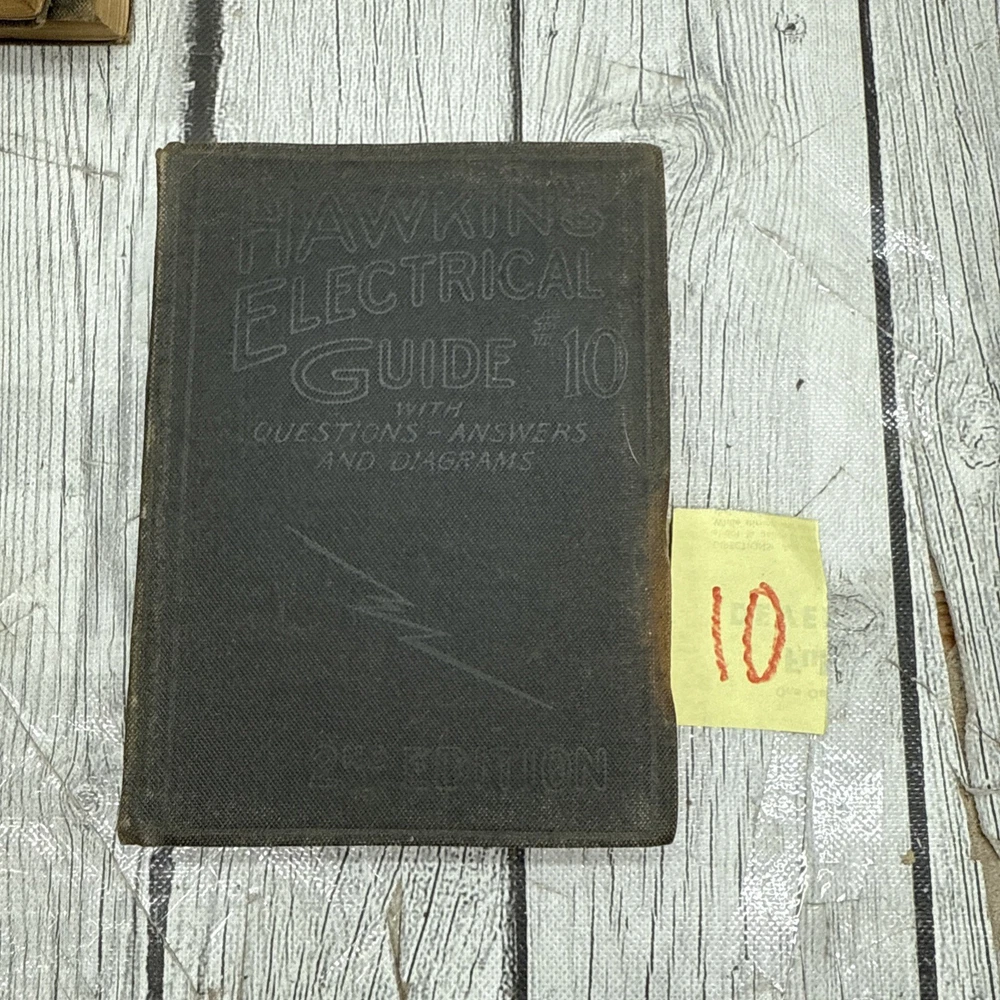 HAWKINS
ELECTRICAL
GUIDE #10
WITH
QUESTIONS - ANSWERS
AND DIAGRAMS
2ND EDITION
10